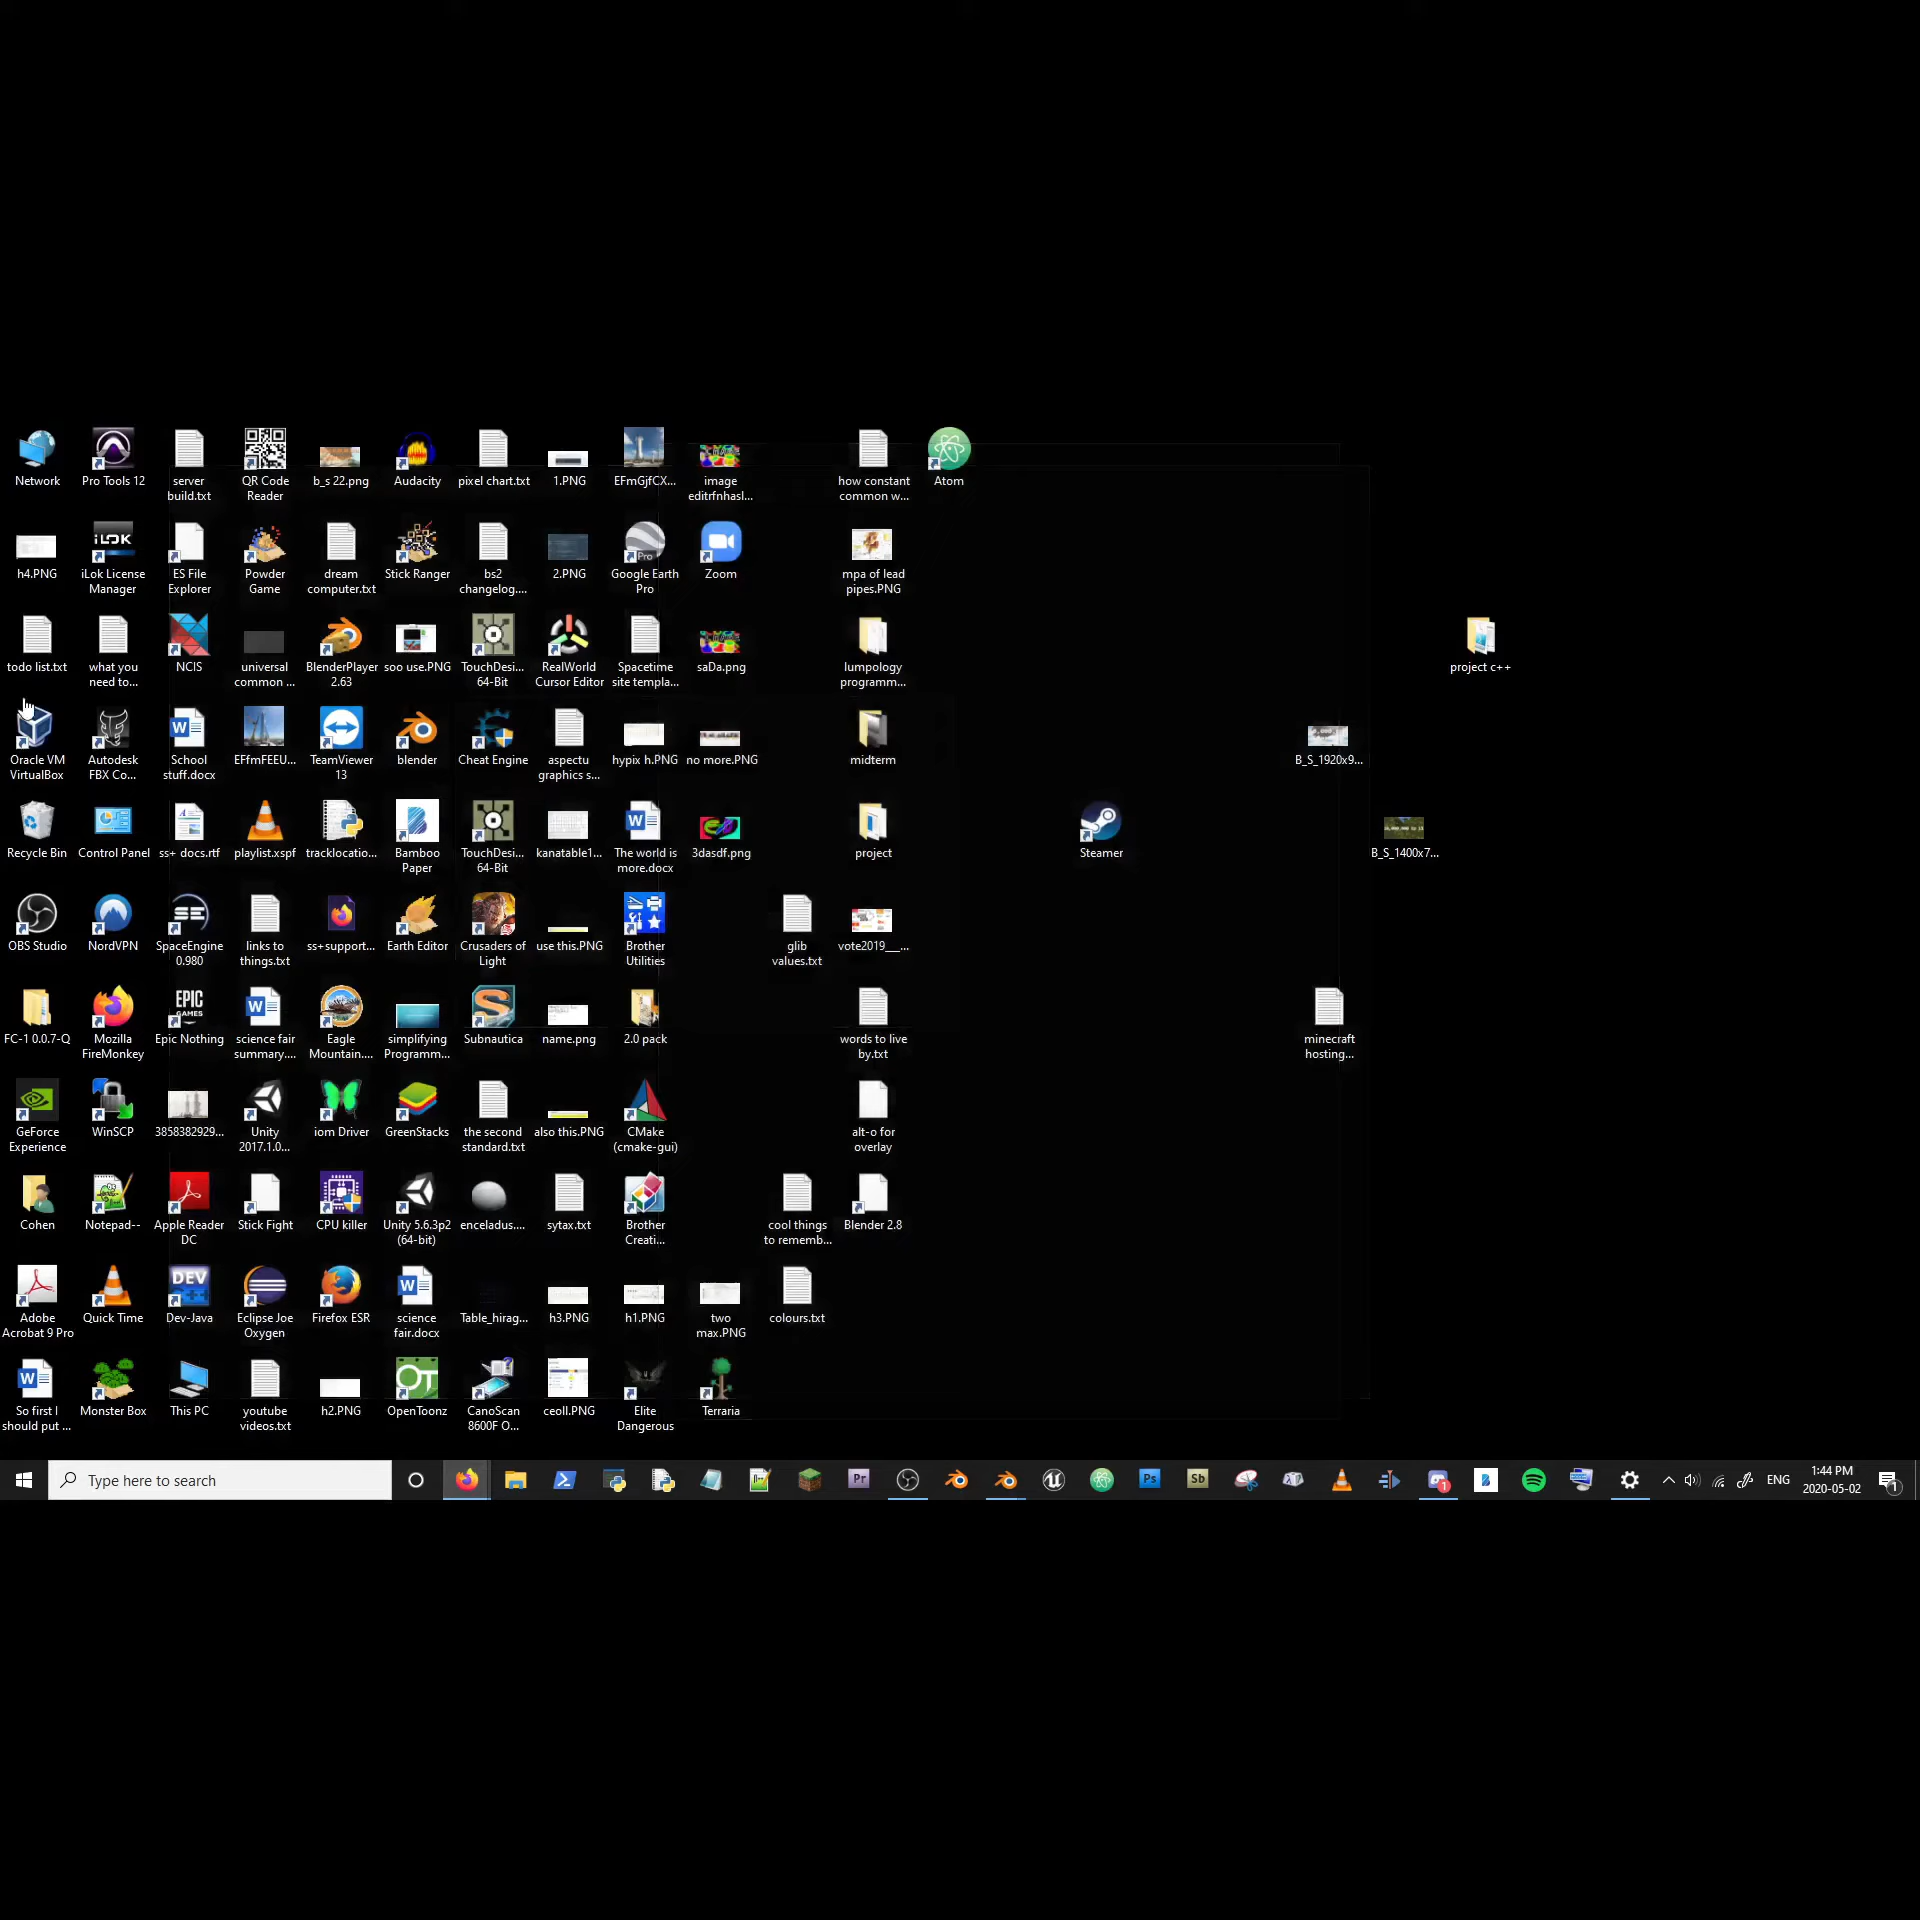 Network
Pro Tools 12
server
build.txt
QR Code
Reader
b_s 22.png
Audacity
pixel chart.txt
1.PNG
EFmGjfCX...
image
editrfnhasl...
how constant
common w...
Atom
h4.PNG
iLOK
iLok License
Manager
ES File
Explorer
Powder
Game
dream
computer.txt
Stick Ranger
bs2
changelog....
2.PNG
Pro
Google Earth
Pro
Zoom
mpa of lead
pipes.PNG
todo list.txt
what you
need to...
NCIS
universal
common ...
BlenderPlayer
2.63
soo use.PNG
TouchDesi...
64-Bit
RealWorld
Cursor Editor
Spacetime
site templa...
saDa.png
lumpology
programm...
project c++
Oracle VM
VirtualBox
Autodesk
FBX Co...
School
stuff.docx
EFfmFEEU...
TeamViewer
13
blender
Cheat Engine
aspectu
graphics s...
hypix h.PNG
no more.PNG
midterm
B_S_1920x9...
Recycle Bin
Control Panel
ss+ docs.rtf
playlist.xspf
tracklocatio...
Bamboo
Paper
TouchDesi...
64-Bit
kanatable1...
The world is
more.docx
3dasdf.png
project
Steamer
B_S_1400x7...
OBS Studio
NordVPN
SE
SpaceEngine
0.980
links to
things.txt
ss+support...
Earth Editor
Crusaders of
Light
use this.PNG
Brother
Utilities
glib
values.txt
vote2019___...
FC-1 0.0.7-Q
Mozilla
FireMonkey
EPIC
GAMES
Epic Nothing
science fair
summary....
Eagle
Mountain....
simplifying
Programm...
Subnautica
name.png
2.0 pack
words to live
by.txt
minecraft
hosting...
GeForce
Experience
WinSCP
3858382929...
Unity
2017.1.0...
iom Driver
GreenStacks
the second
standard.txt
also this.PNG
CMake
(cmake-gui)
alt-o for
overlay
Cohen
Notepad--
Apple Reader
DC
Stick Fight
CPU killer
Unity 5.6.3p2
(64-bit)
enceladus....
sytax.txt
Brother
Creati...
cool things
to rememb...
Blender 2.8
Adobe
Acrobat 9 Pro
Quick Time
DEV
Dev-Java
Eclipse Joe
Oxygen
Firefox ESR
science
fair.docx
Table_hirag...
h3.PNG
h1.PNG
two
max.PNG
colours.txt
So first I
should put ...
Monster Box
This PC
youtube
videos.txt
h2.PNG
OT
OpenToonz
CanoScan
8600F O...
ceoll.PNG
Elite
Dangerous
Terraria
Type here to search
Pr
Ps
Sb
1
ENG
1:44 PM
2020-05-02
1